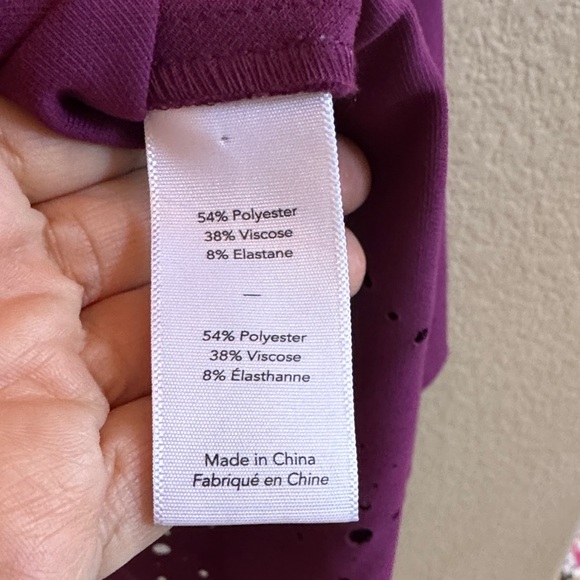 54% Polyester
38% Viscose
8% Elastane
—
54% Polyester
38% Viscose
8% Élasthanne
Made in China
Fabriqué en Chine